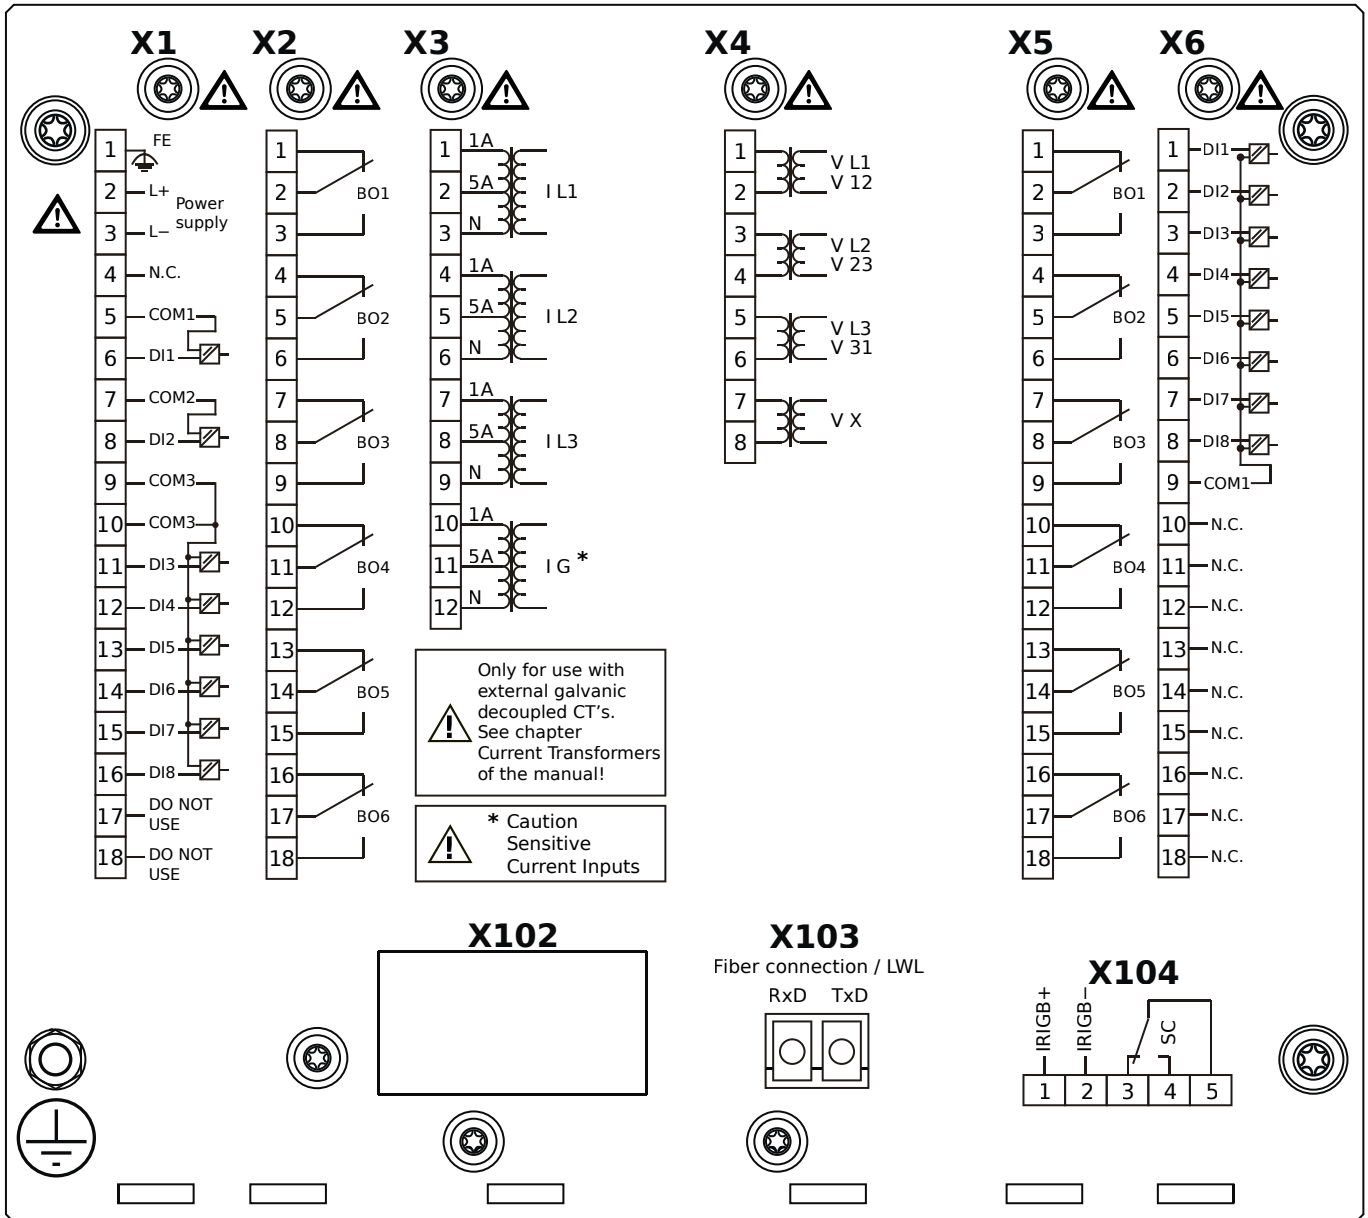 X1 X2 X3 X4 X5 X6
1 FE
2 L+
Power
supply
3 L−
4 N.C.
5 COM1
6 DI1
7 COM2
8 DI2
9 COM3
10 COM3
11 DI3
12 DI4
13 DI5
14 DI6
15 DI7
16 DI8
17 DO NOT
USE
18 DO NOT
USE
1
2 BO1
3
4
5 BO2
6
7
8 BO3
9
10
11 BO4
12
13
14 BO5
15
16
17 BO6
18
1 1A
2 5A I L1
3 N
4 1A
5 5A I L2
6 N
7 1A
8 5A I L3
9 N
10 1A
11 5A I G *
12 N
Only for use with
external galvanic
decoupled CT's.
See chapter
Current Transformers
of the manual!
* Caution
Sensitive
Current Inputs
1 V L1
2 V 12
3 V L2
4 V 23
5 V L3
6 V 31
7 V X
8
1
2 BO1
3
4
5 BO2
6
7
8 BO3
9
10
11 BO4
12
13
14 BO5
15
16
17 BO6
18
1 DI1
2 DI2
3 DI3
4 DI4
5 DI5
6 DI6
7 DI7
8 DI8
9 COM1
10 N.C.
11 N.C.
12 N.C.
13 N.C.
14 N.C.
15 N.C.
16 N.C.
17 N.C.
18 N.C.
X102
X103
Fiber connection / LWL
RxD TxD
X104
IRIGB+
IRIGB−
SC
1 2 3 4 5